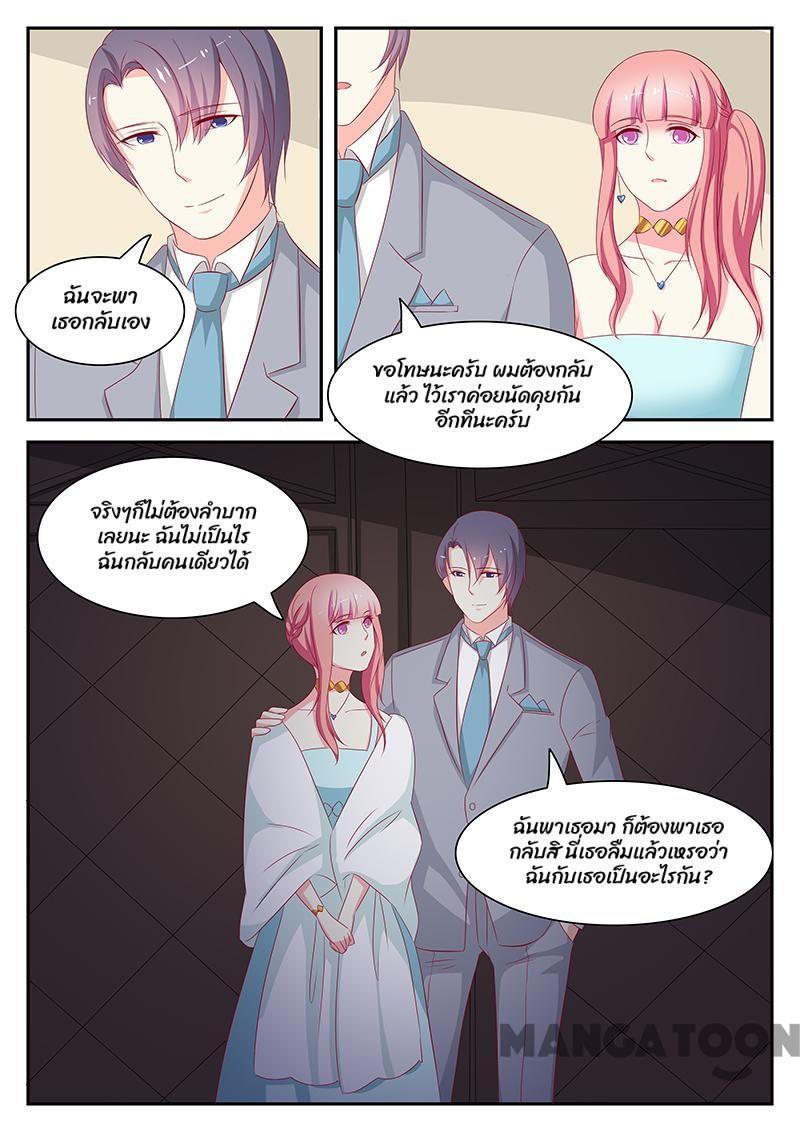 ฉันจะพา
เธอกลับเอง
ขอโทษนะครับ ผมต้องกลับ
แล้ว ไว้เราค่อยนัดคุยกัน
อีกทีนะครับ
จริงๆก็ไม่ต้องลำบาก
เลยนะ ฉันไม่เป็นไร
ฉันกลับคนเดียวได้
ฉันพาเธอมา ก็ต้องพาเธอ
กลับสิ นี่เธอลืมแล้วเหรอว่า
ฉันกับเธอเป็นอะไรกัน?
MANGATOON